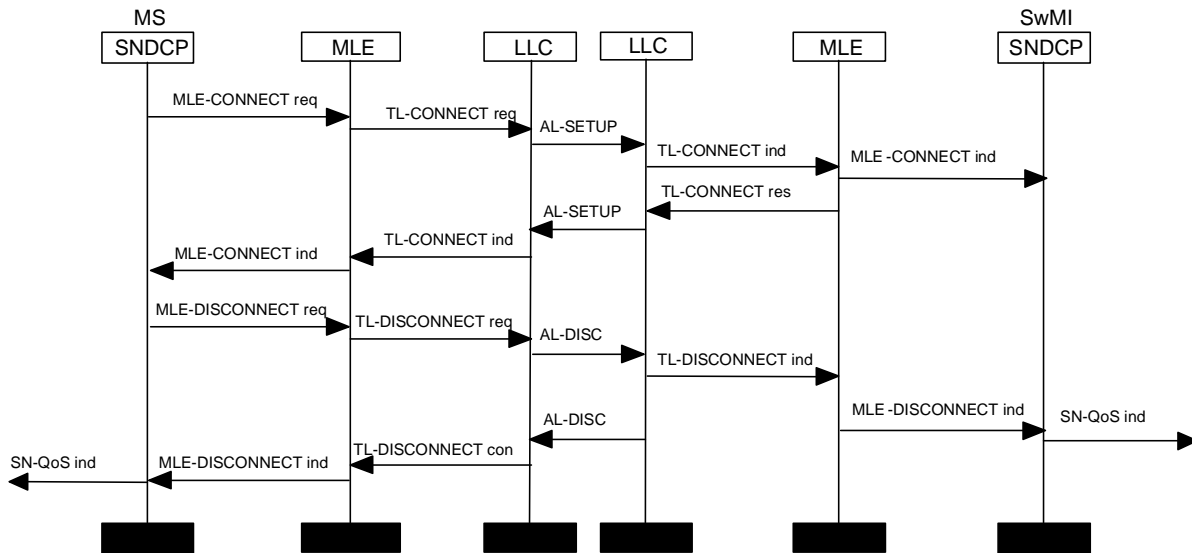 MS
SwMI
SNDCP
MLE
LLC
LLC
MLE
SNDCP
MLE-CONNECT req
TL-CONNECT req
AL-SETUP
TL-CONNECT ind
MLE-CONNECT ind
TL-CONNECT res
AL-SETUP
TL-CONNECT ind
MLE-CONNECT ind
MLE-DISCONNECT req
TL-DISCONNECT req
AL-DISC
TL-DISCONNECT ind
MLE-DISCONNECT ind
SN-QoS ind
AL-DISC
TL-DISCONNECT con
MLE-DISCONNECT ind
SN-QoS ind